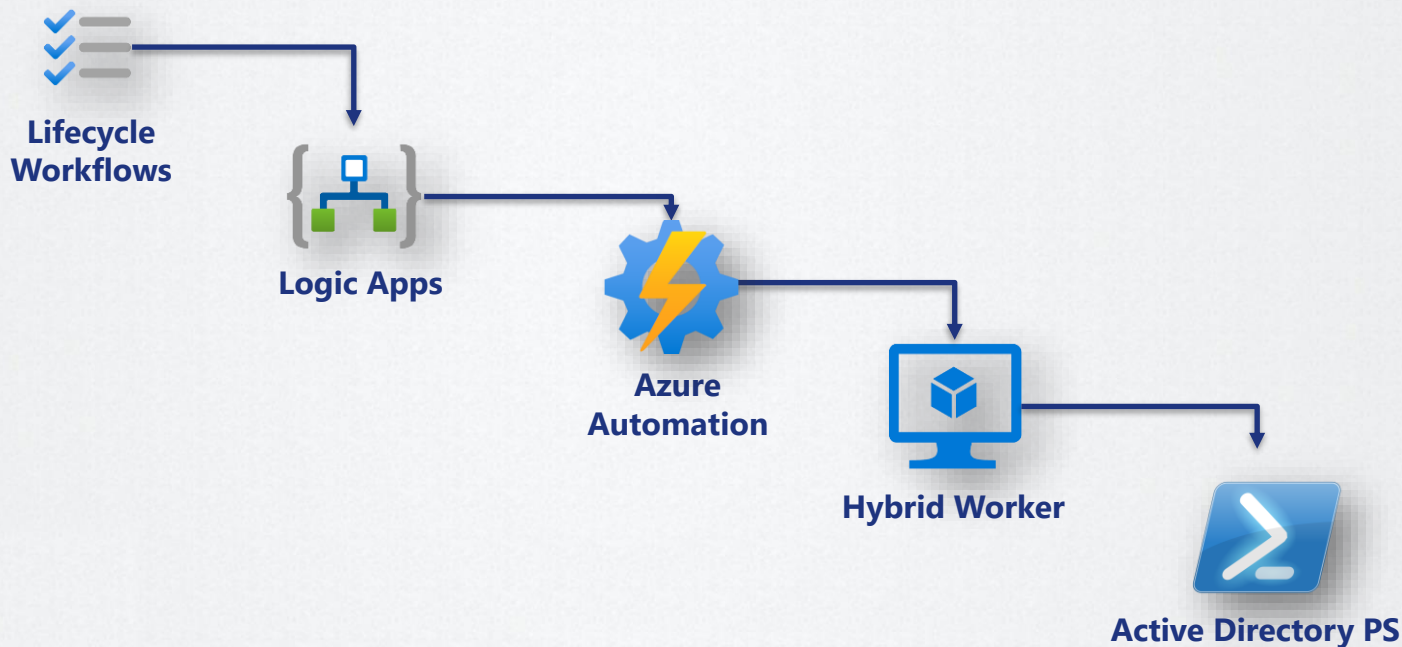 Lifecycle
Workflows
Logic Apps
Azure
Automation
Hybrid Worker
Active Directory PS